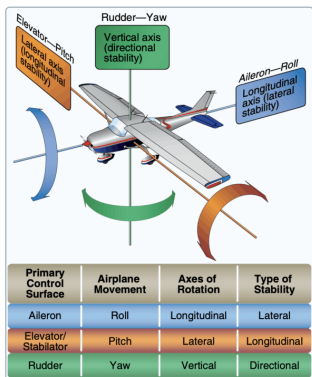 Rudder—Yaw
Vertical axis
(directional
stability)
Elevator—Pitch
Lateral axis
(longitudinal
stability)
Aileron—Roll
Longitudinal
axis (lateral
stability)
Primary
Control
Surface
Airplane
Movement
Axes of
Rotation
Type of
Stability
Aileron
Roll
Longitudinal
Lateral
Elevator/
Stabilator
Pitch
Lateral
Longitudinal
Rudder
Yaw
Vertical
Directional